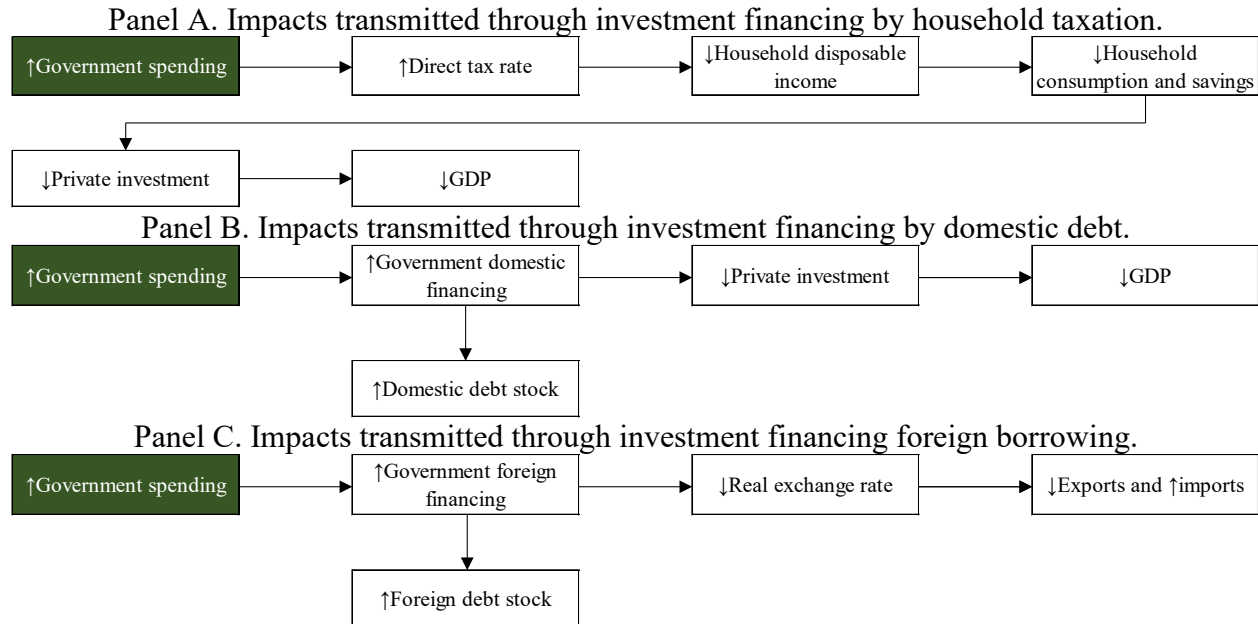 Panel A. Impacts transmitted through investment financing by household taxation.
↑Government spending
↑Direct tax rate
↓Household disposable
income
↓Household
consumption and savings
↓Private investment
↓GDP
Panel B. Impacts transmitted through investment financing by domestic debt.
↑Government spending
↑Government domestic
financing
↓Private investment
↓GDP
↑Domestic debt stock
Panel C. Impacts transmitted through investment financing foreign borrowing.
↑Government spending
↑Government foreign
financing
↓Real exchange rate
↓Exports and ↑imports
↑Foreign debt stock